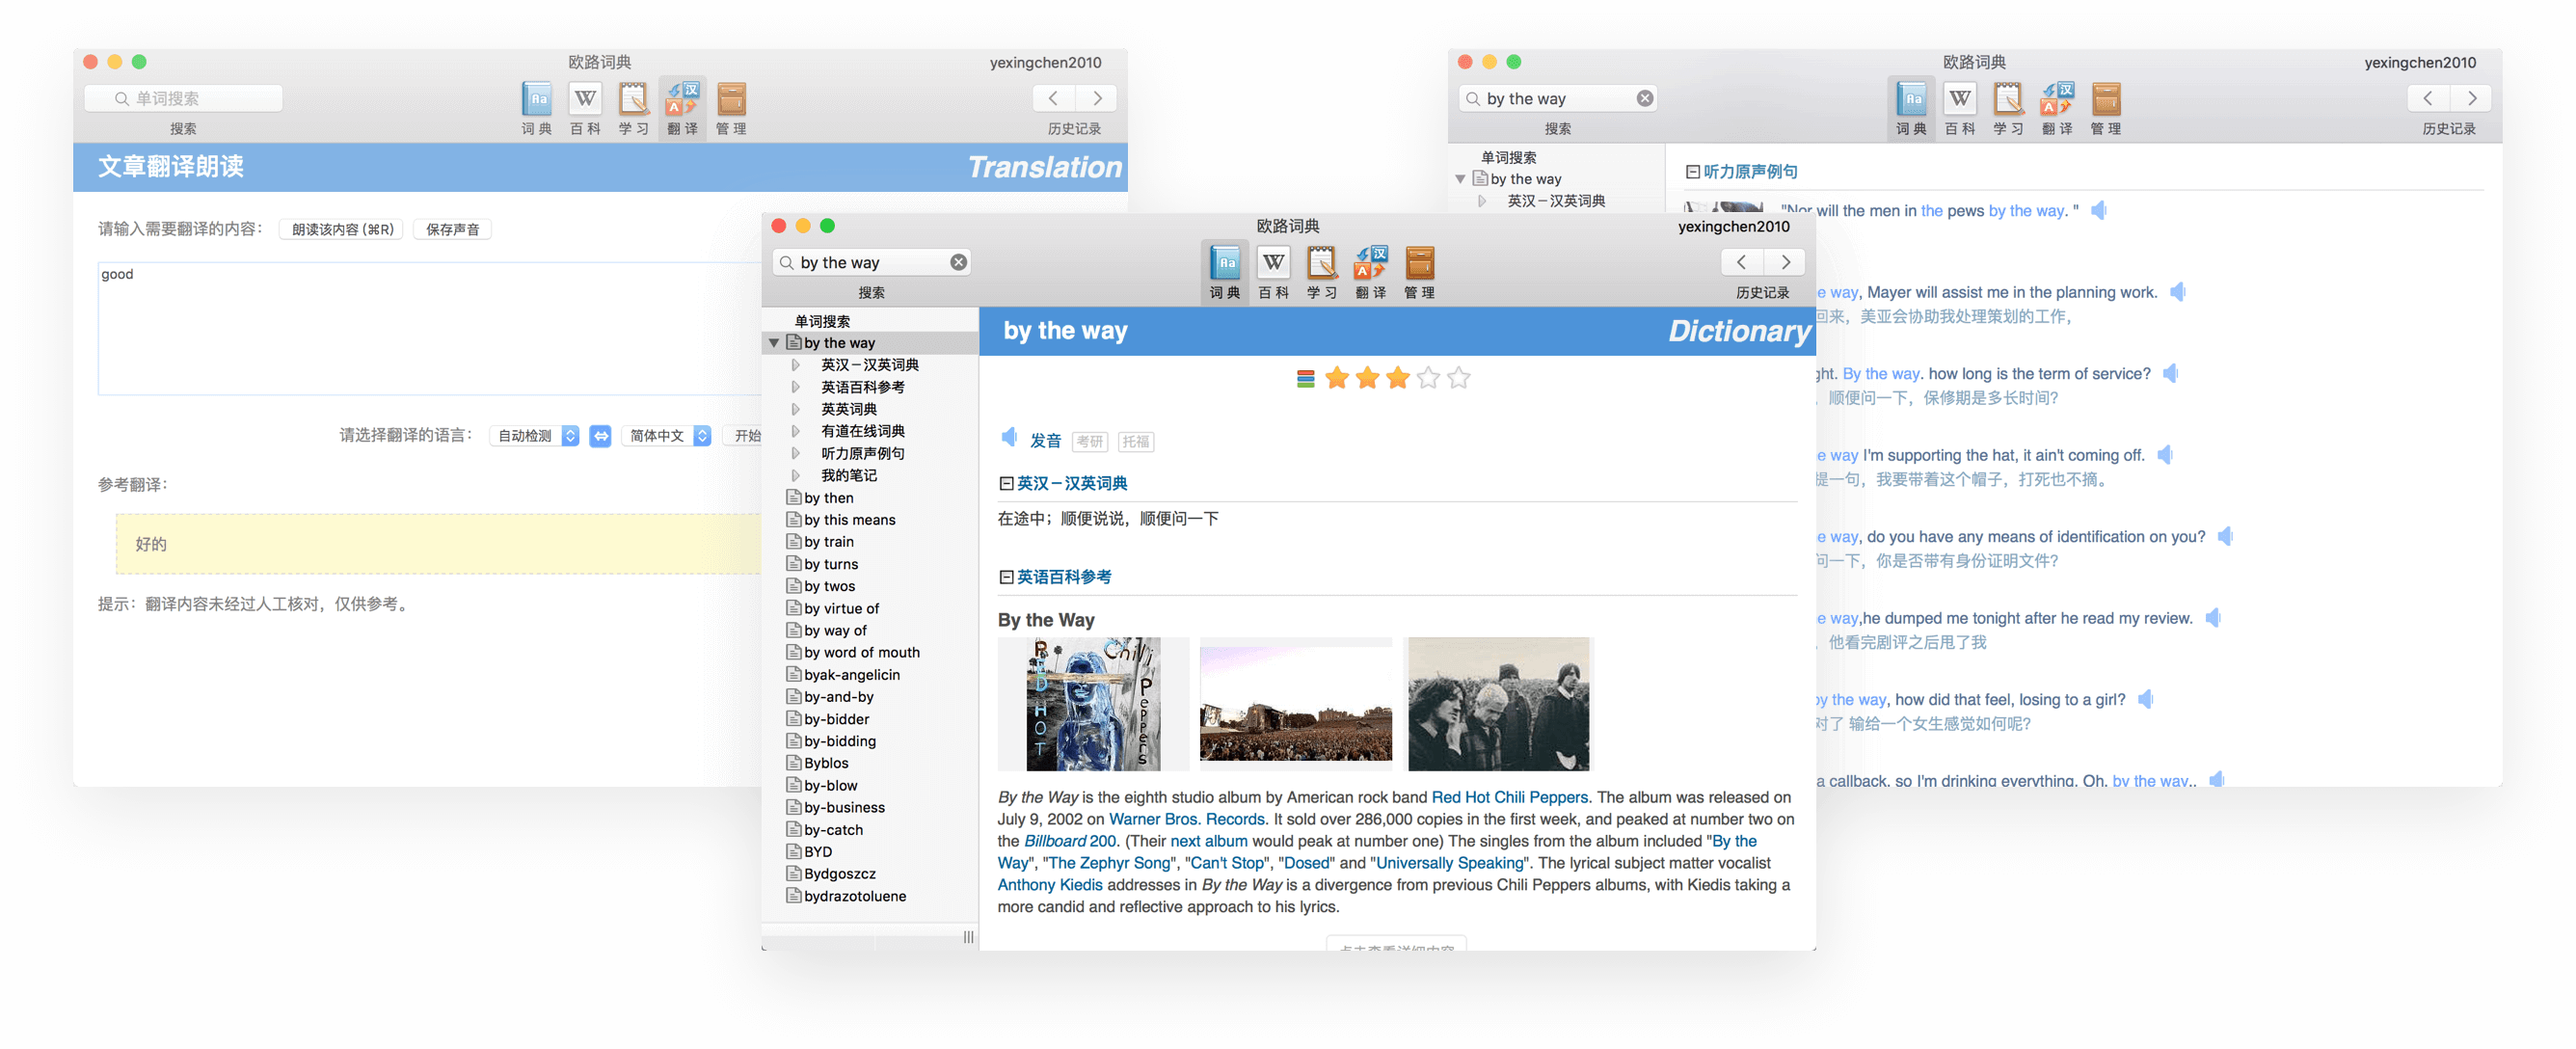 欧路词典
yexingchen2010
单词搜索
搜索
词典 百科 学习 翻译 管理
历史记录
文章翻译朗读
Translation
请输入需要翻译的内容： 朗读该内容 (⌘R) 保存声音
good
请选择翻译的语言： 自动检测 简体中文 开始
参考翻译：
好的
提示：翻译内容未经过人工核对，仅供参考。
欧路词典
yexingchen2010
by the way
搜索
词典 百科 学习 翻译 管理
历史记录
单词搜索
by the way
英汉－汉英词典
英语百科参考
英英词典
有道在线词典
听力原声例句
我的笔记
by then
by this means
by train
by turns
by twos
by virtue of
by way of
by word of mouth
byak-angelicin
by-and-by
by-bidder
by-bidding
Byblos
by-blow
by-business
by-catch
BYD
Bydgoszcz
bydrazotoluene
by the way
Dictionary
发音 考研 托福
英汉－汉英词典
在途中；顺便说说，顺便问一下
英语百科参考
By the Way
RED HOT Chili Peppers
By the Way is the eighth studio album by American rock band Red Hot Chili Peppers. The album was released on
July 9, 2002 on Warner Bros. Records. It sold over 286,000 copies in the first week, and peaked at number two on
the Billboard 200. (Their next album would peak at number one) The singles from the album included "By the
Way", "The Zephyr Song", "Can't Stop", "Dosed" and "Universally Speaking". The lyrical subject matter vocalist
Anthony Kiedis addresses in By the Way is a divergence from previous Chili Peppers albums, with Kiedis taking a
more candid and reflective approach to his lyrics.
点击查看详细内容
欧路词典
yexingchen2010
by the way
搜索
词典 百科 学习 翻译 管理
历史记录
单词搜索
by the way
英汉－汉英词典
听力原声例句
"Nor will the men in the pews by the way. "
e way, Mayer will assist me in the planning work.
回来，美亚会协助我处理策划的工作，
ght. By the way. how long is the term of service?
，顺便问一下，保修期是多长时间?
e way I'm supporting the hat, it ain't coming off.
提一句，我要带着这个帽子，打死也不摘。
e way, do you have any means of identification on you?
问一下，你是否带有身份证明文件?
e way,he dumped me tonight after he read my review.
，他看完剧评之后甩了我
by the way, how did that feel, losing to a girl?
对了 输给一个女生感觉如何呢?
a callback, so I'm drinking everything. Oh, by the way..